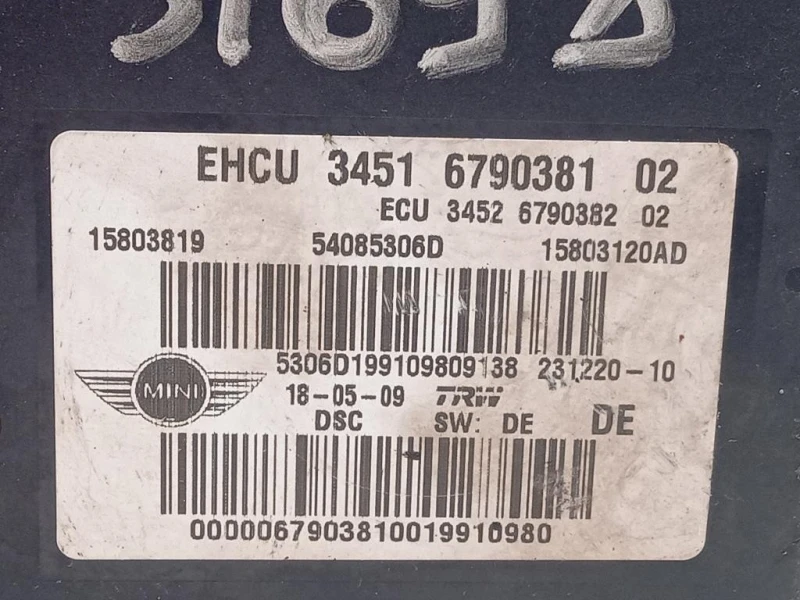 EHCU 3451 6790381 02
ECU 3452 6790382 02
15803819 54085306D 15803120AD
5306D199109809138 231220-10
MINI 18-05-09 TRW
DSC SW: DE DE
0000067903810019910980